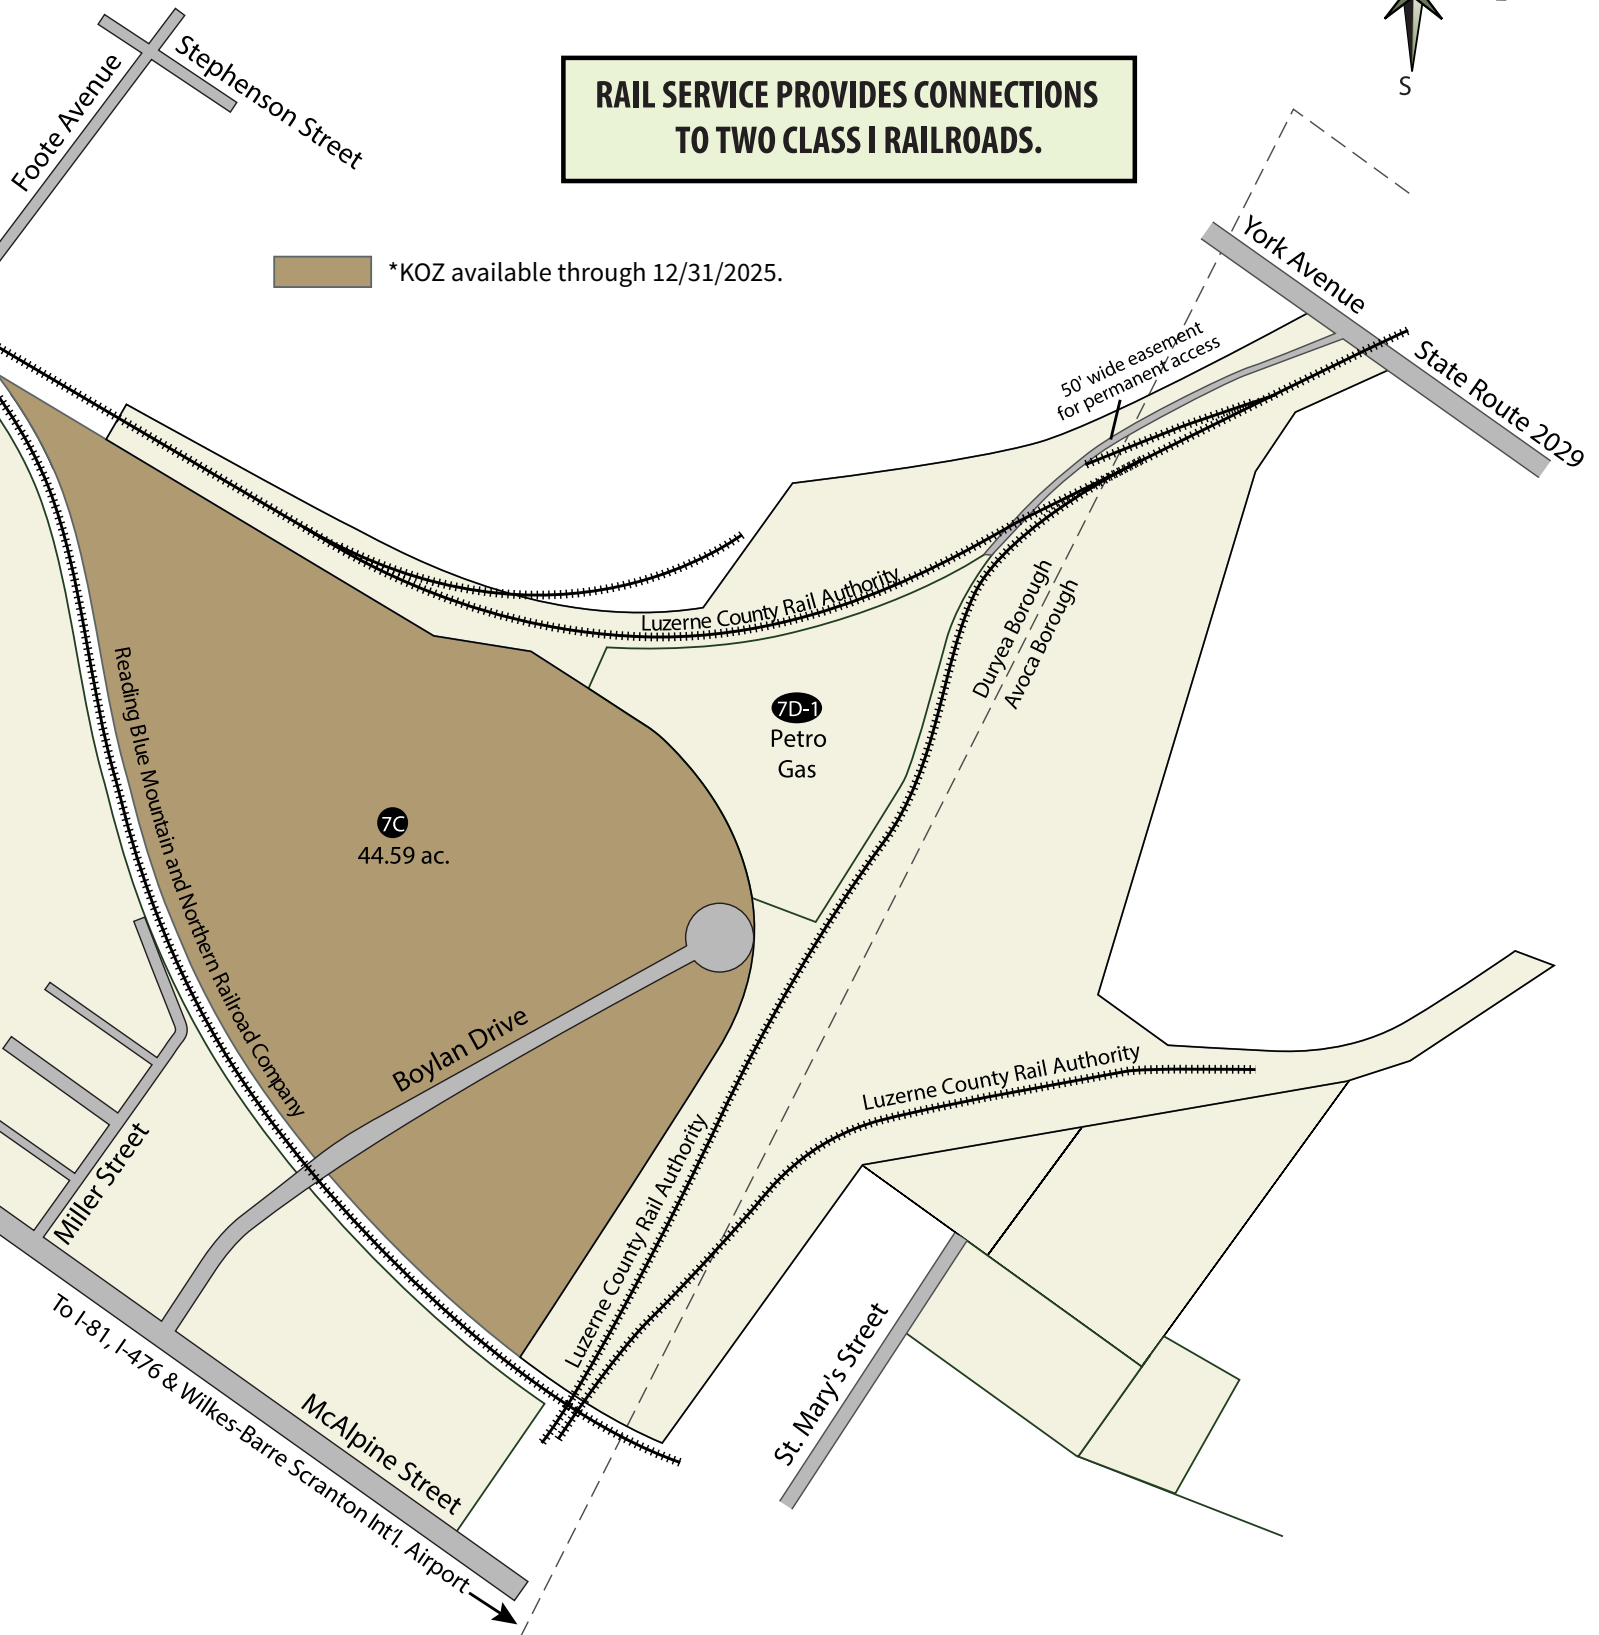 S
RAIL SERVICE PROVIDES CONNECTIONS
TO TWO CLASS I RAILROADS.
Stephenson Street
Foote Avenue
*KOZ available through 12/31/2025.
York Avenue
State Route 2029
50' wide easement
for permanent access
Luzerne County Rail Authority
Duryea Borough
Avoca Borough
Reading Blue Mountain and Northern Railroad Company
7D-1
Petro
Gas
7C
44.59 ac.
Boylan Drive
Luzerne County Rail Authority
Luzerne County Rail Authority
Miller Street
McAlpine Street
To I-81, I-476 & Wilkes-Barre Scranton Int'l. Airport
St. Mary's Street